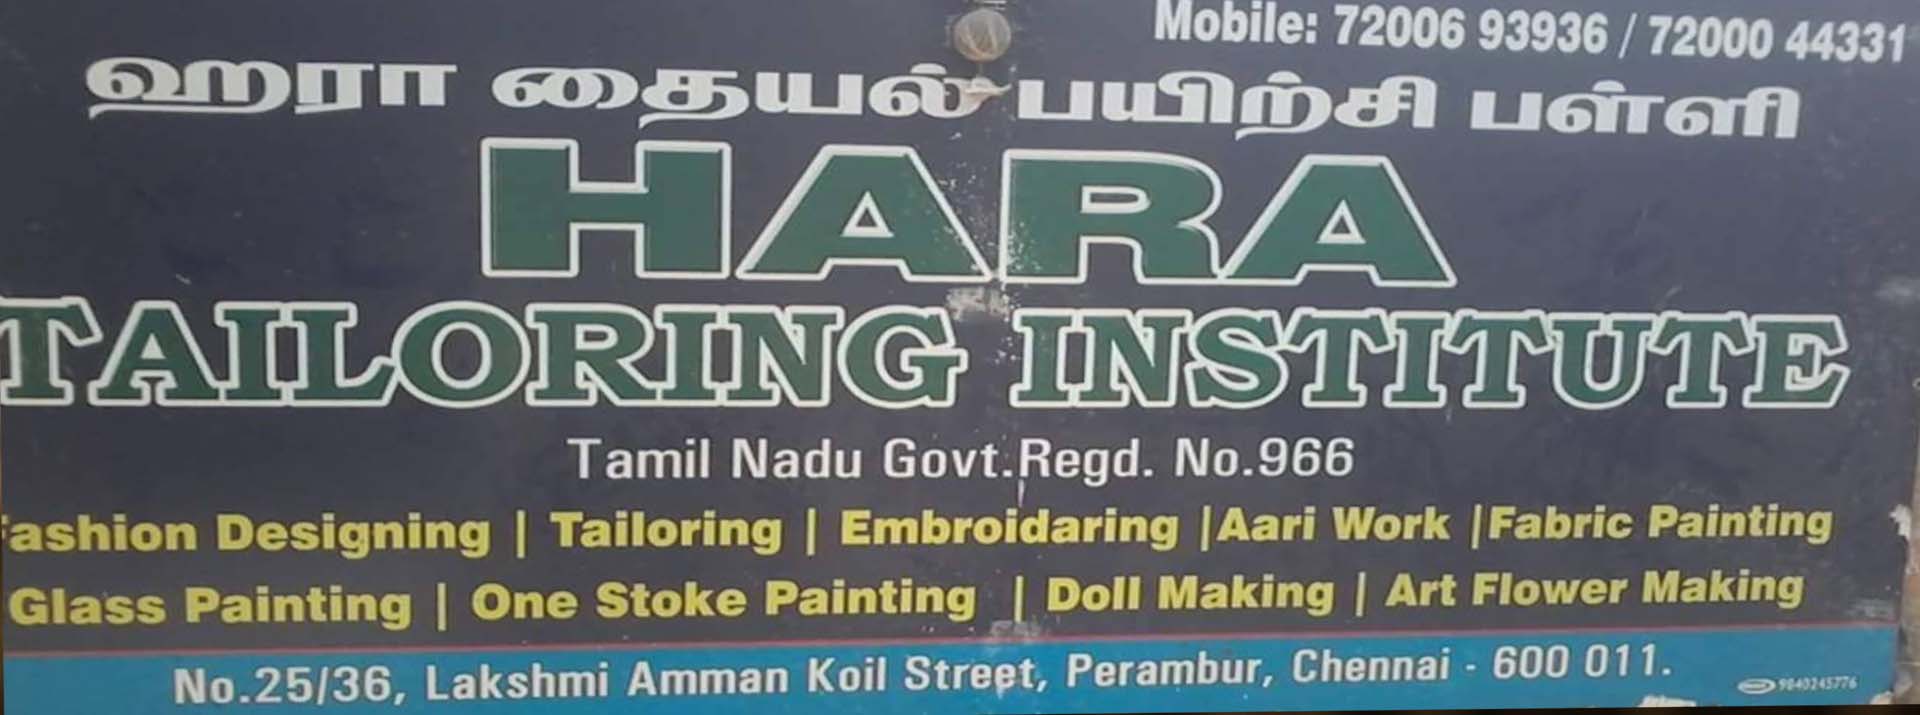 Mobile: 72006 93936 / 72000 44331
ஹரா தையல் பயிற்சி பள்ளி
HARA
TAILORING INSTITUTE
Tamil Nadu Govt.Regd. No.966
Fashion Designing | Tailoring | Embroidaring |Aari Work |Fabric Painting
Glass Painting | One Stoke Painting | Doll Making | Art Flower Making
No.25/36, Lakshmi Amman Koil Street, Perambur, Chennai - 600 011.
9840245776